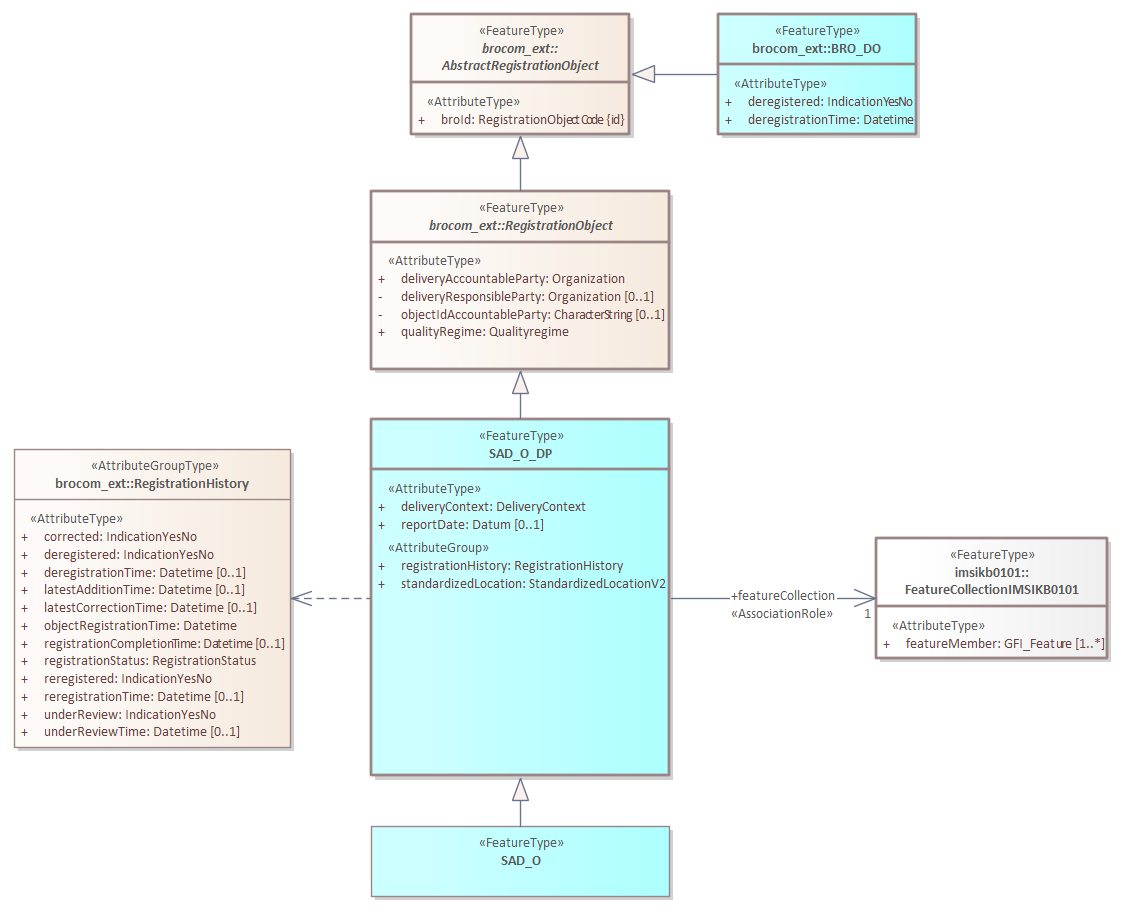 «FeatureType»
brocom_ext::
AbstractRegistrationObject
«AttributeType»
+ broId: RegistrationObjectCode {id}
«FeatureType»
brocom_ext::BRO_DO
«AttributeType»
+ deregistered: IndicationYesNo
+ deregistrationTime: Datetime
«FeatureType»
brocom_ext::RegistrationObject
«AttributeType»
+ deliveryAccountableParty: Organization
- deliveryResponsibleParty: Organization [0..1]
- objectIdAccountableParty: CharacterString [0..1]
+ qualityRegime: Qualityregime
«FeatureType»
SAD_O_DP
«AttributeType»
+ deliveryContext: DeliveryContext
+ reportDate: Datum [0..1]
«AttributeGroup»
+ registrationHistory: RegistrationHistory
+ standardizedLocation: StandardizedLocationV2
«AttributeGroupType»
brocom_ext::RegistrationHistory
«AttributeType»
+ corrected: IndicationYesNo
+ deregistered: IndicationYesNo
+ deregistrationTime: Datetime [0..1]
+ latestAdditionTime: Datetime [0..1]
+ latestCorrectionTime: Datetime [0..1]
+ objectRegistrationTime: Datetime
+ registrationCompletionTime: Datetime [0..1]
+ registrationStatus: RegistrationStatus
+ reregistered: IndicationYesNo
+ reregistrationTime: Datetime [0..1]
+ underReview: IndicationYesNo
+ underReviewTime: Datetime [0..1]
+featureCollection
«AssociationRole» 1
«FeatureType»
imsikb0101::
FeatureCollectionIMSIKB0101
«AttributeType»
+ featureMember: GFI_Feature [1..*]
«FeatureType»
SAD_O